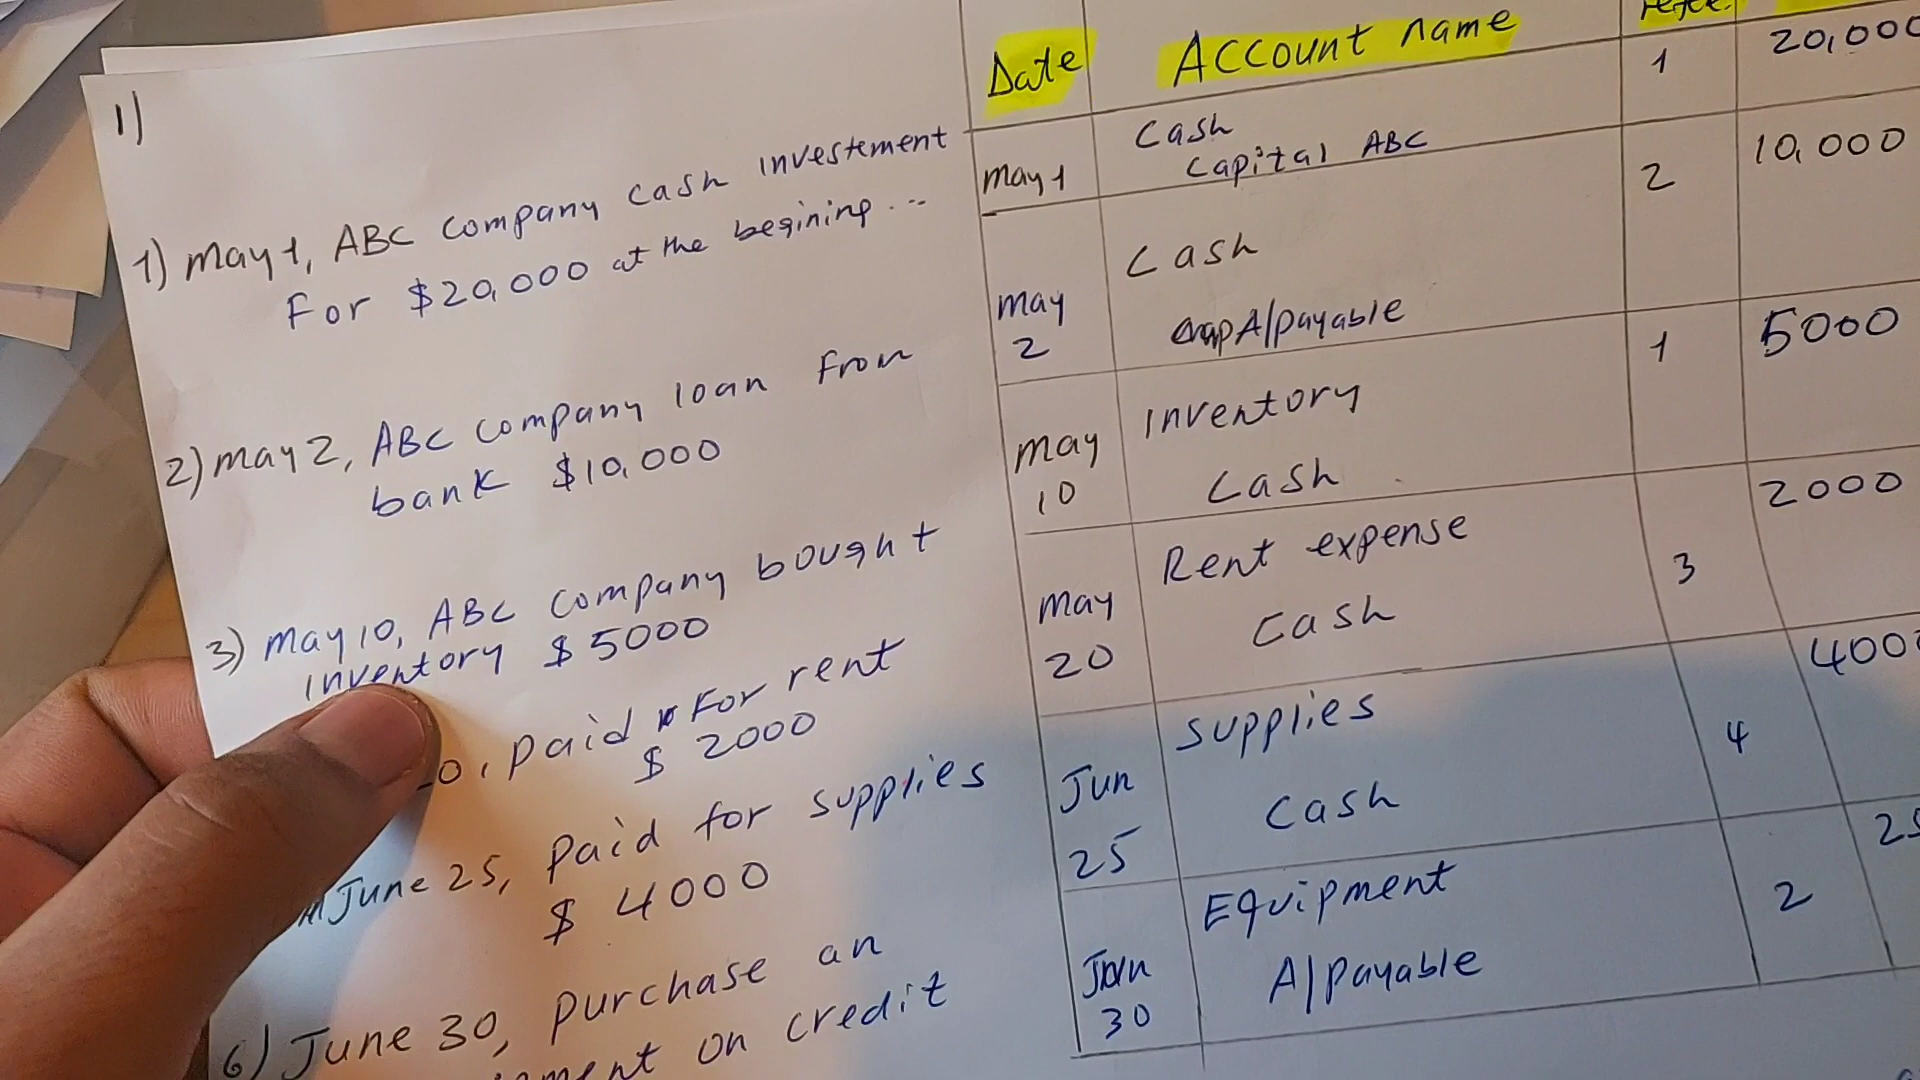 1)
1) May 1, ABC Company cash investement
For $20,000 at the begining...
2) may 2, ABC company loan From
bank $10,000
3) may 10, ABC company bought
inventory $5000
0, paid For rent
$ 2000
June 25, Paid for supplies
$ 4000
6) June 30, purchase an
on credit
Date Account name
1 20,000
may 1 Cash
Capital ABC
2 10,000
may 2 Cash
A/payable
1 5000
may 10 Inventory
Cash
2000
may 20 Rent expense
Cash
3
4000
Jun 25 Supplies
Cash
4
Jun 30 Equipment
A/payable
2